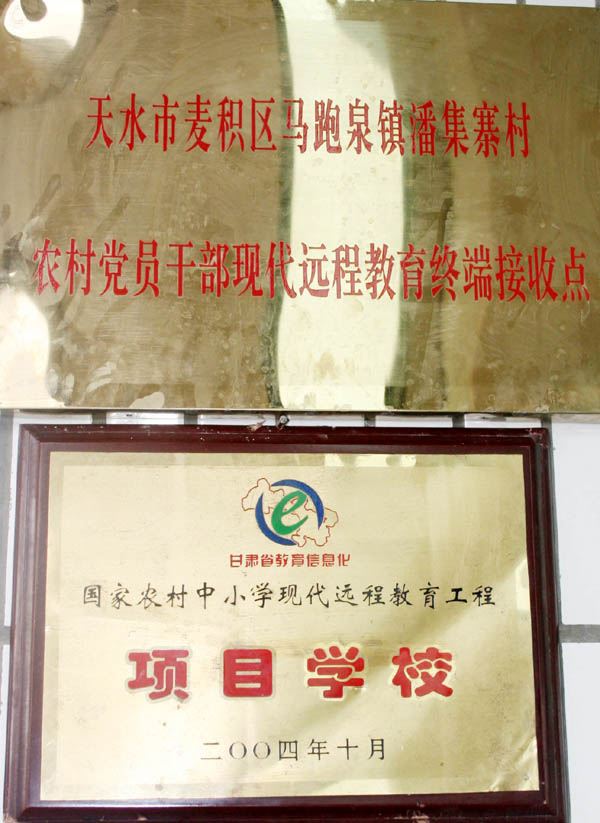 天水市麦积区马跑泉镇潘集寨村
农村党员干部现代远程教育终端接收点
e
甘肃省教育信息化
国家农村中小学现代远程教育工程
项目学校
二〇〇四年十月